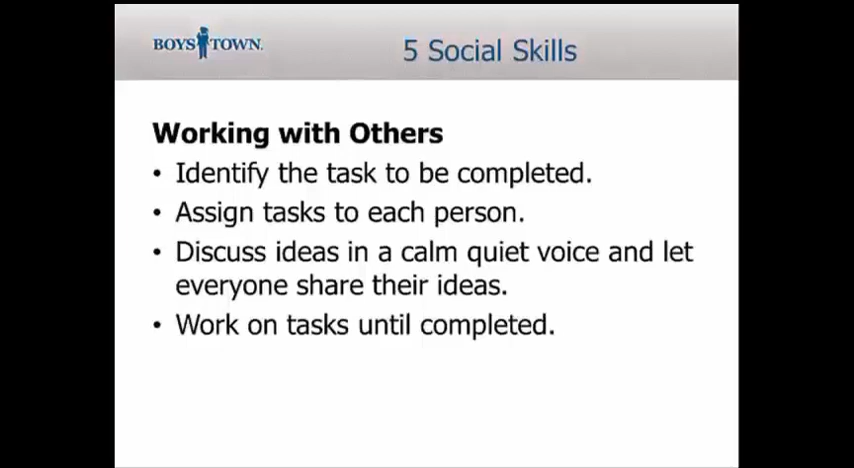 BOYS TOWN.
5 Social Skills
Working with Others
• Identify the task to be completed.
• Assign tasks to each person.
• Discuss ideas in a calm quiet voice and let
everyone share their ideas.
• Work on tasks until completed.